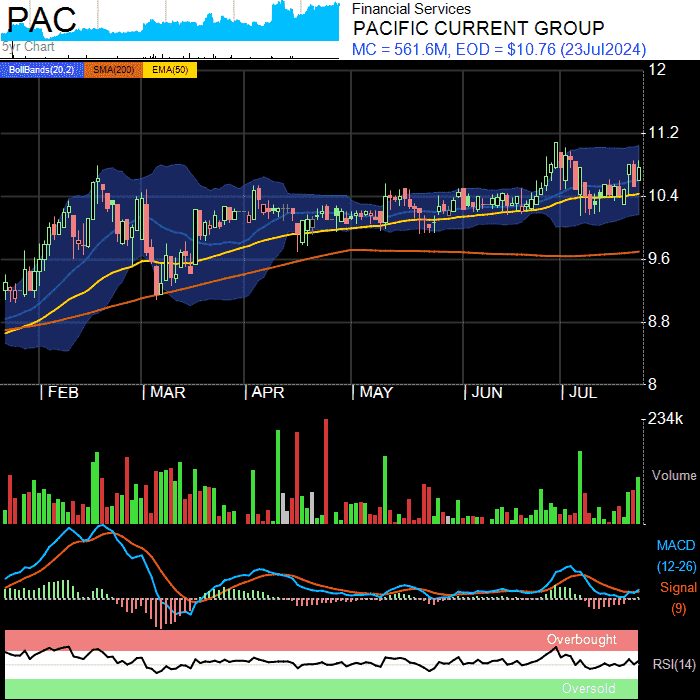 PAC
5yr Chart
Financial Services
PACIFIC CURRENT GROUP
MC = 561.6M, EOD = $10.76 (23Jul2024)
BollBands(20,2) SMA(200) EMA(50)
12
11.2
10.4
9.6
8.8
8
FEB MAR APR MAY JUN JUL
234k
Volume
MACD
(12-26)
Signal
(9)
Overbought
RSI(14)
Oversold